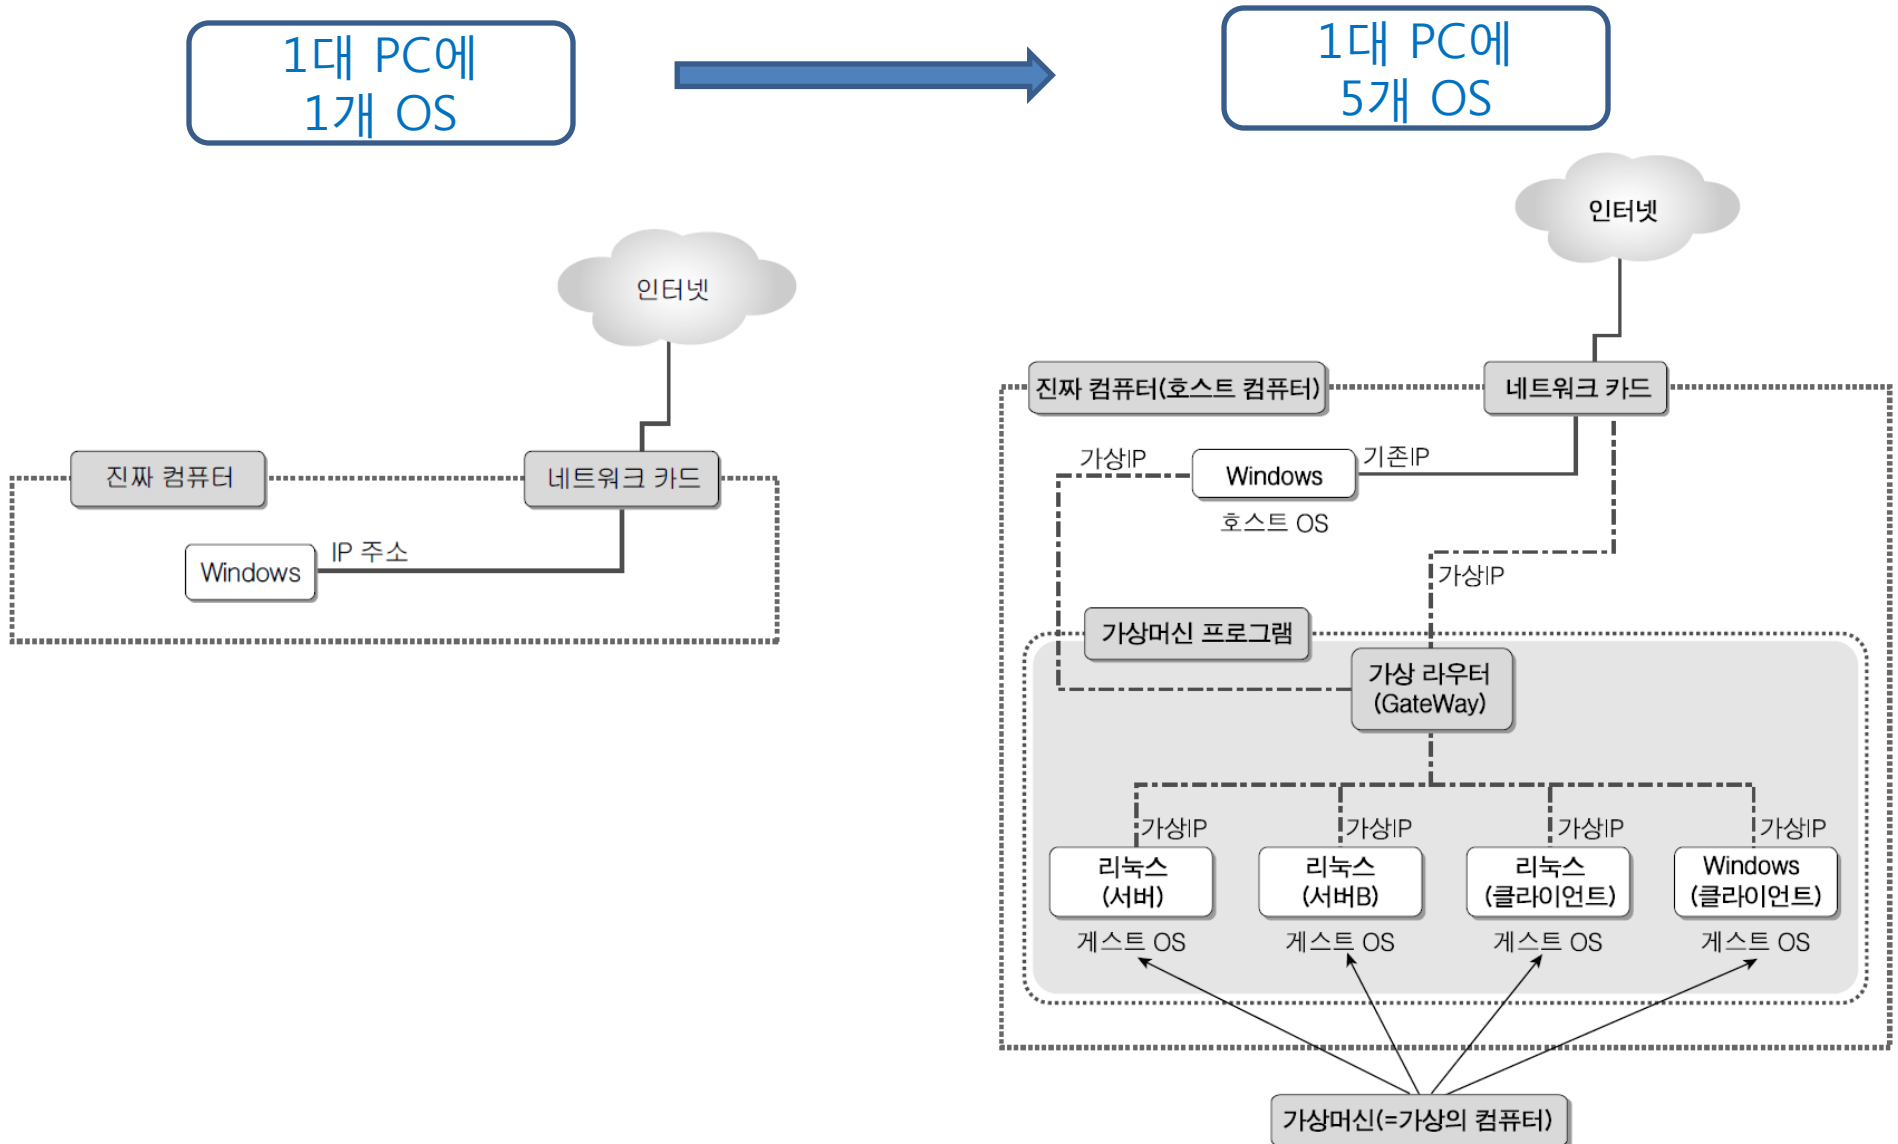 1대 PC에
1개 OS
인터넷
진짜 컴퓨터
네트워크 카드
IP 주소
Windows
1대 PC에
5개 OS
인터넷
진짜 컴퓨터(호스트 컴퓨터)
네트워크 카드
가상IP
Windows
기존IP
호스트 OS
가상IP
가상머신 프로그램
가상 라우터
(GateWay)
가상IP
가상IP
가상IP
가상IP
리눅스
(서버)
리눅스
(서버B)
리눅스
(클라이언트)
Windows
(클라이언트)
게스트 OS
게스트 OS
게스트 OS
게스트 OS
가상머신(=가상의 컴퓨터)